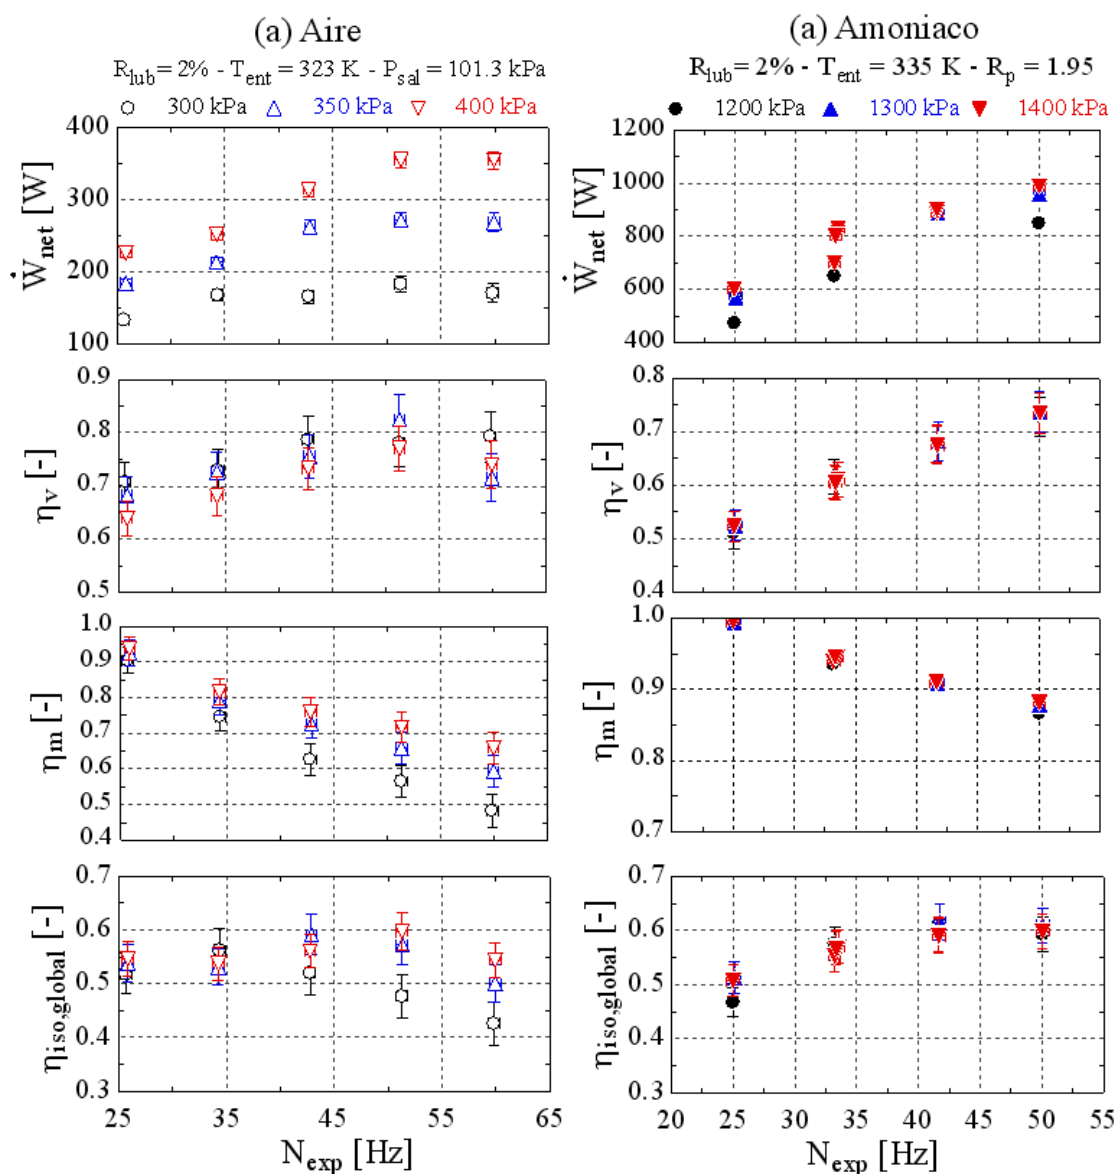 (a) Aire
R_lub = 2% - T_ent = 323 K - P_sal = 101.3 kPa
300 kPa 350 kPa 400 kPa
Ẇ_net [W]
400
300
200
100
η_v [-]
0.9
0.8
0.7
0.6
0.5
η_m [-]
1.0
0.9
0.8
0.7
0.6
0.5
0.4
η_iso,global [-]
0.7
0.6
0.5
0.4
0.3
25 35 45 55 65
N_exp [Hz]
(a) Amoniaco
R_lub = 2% - T_ent = 335 K - R_p = 1.95
1200 kPa 1300 kPa 1400 kPa
Ẇ_net [W]
1200
1000
800
600
400
η_v [-]
0.8
0.7
0.6
0.5
0.4
η_m [-]
1.0
0.9
0.8
0.7
η_iso,global [-]
0.7
0.6
0.5
0.4
0.3
20 25 30 35 40 45 50 55
N_exp [Hz]